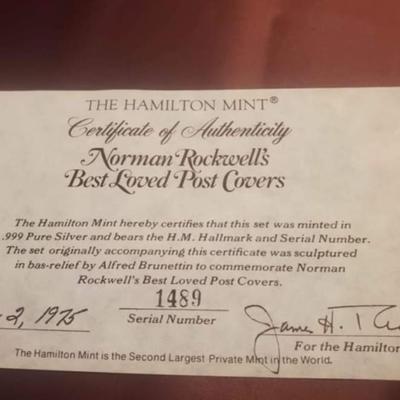 THE HAMILTON MINT®
Certificate of Authenticity
Norman Rockwell's
Best Loved Post Covers
The Hamilton Mint hereby certifies that this set was minted in
.999 Pure Silver and bears the H.M. Hallmark and Serial Number.
The set originally accompanying this certificate was sculptured
in bas-relief by Alfred Brunettin to commemorate Norman
Rockwell's Best Loved Post Covers.
2, 1975
1489
Serial Number
James H. T
For the Hamilton
The Hamilton Mint is the Second Largest Private Mint in the World.